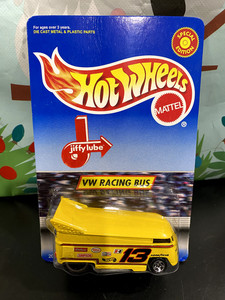 For ages over 3 years.
DIE CAST METAL & PLASTIC PARTS
SPECIAL
EDITION
Hot Wheels
MATTEL
jiffy lube
VW RACING BUS
13